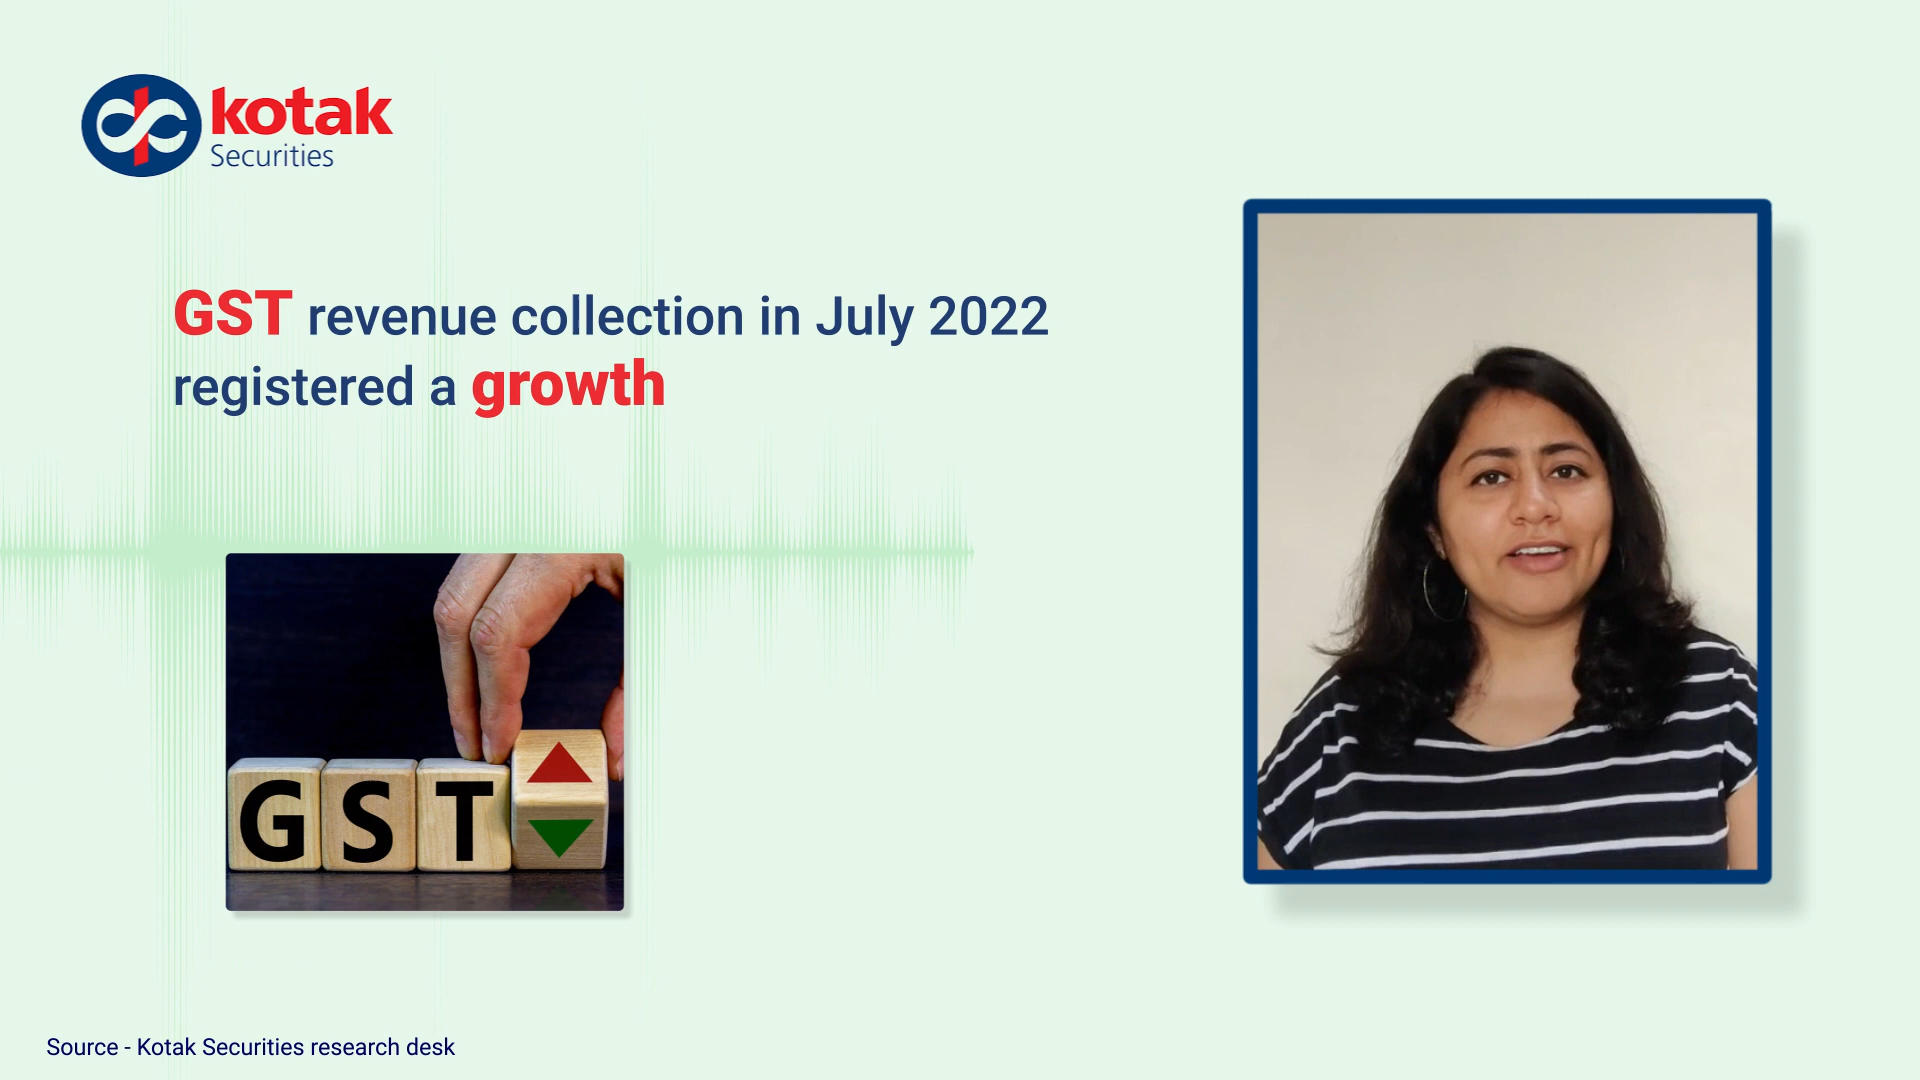 kotak
Securities
GST revenue collection in July 2022
registered a growth
GST
Source - Kotak Securities research desk